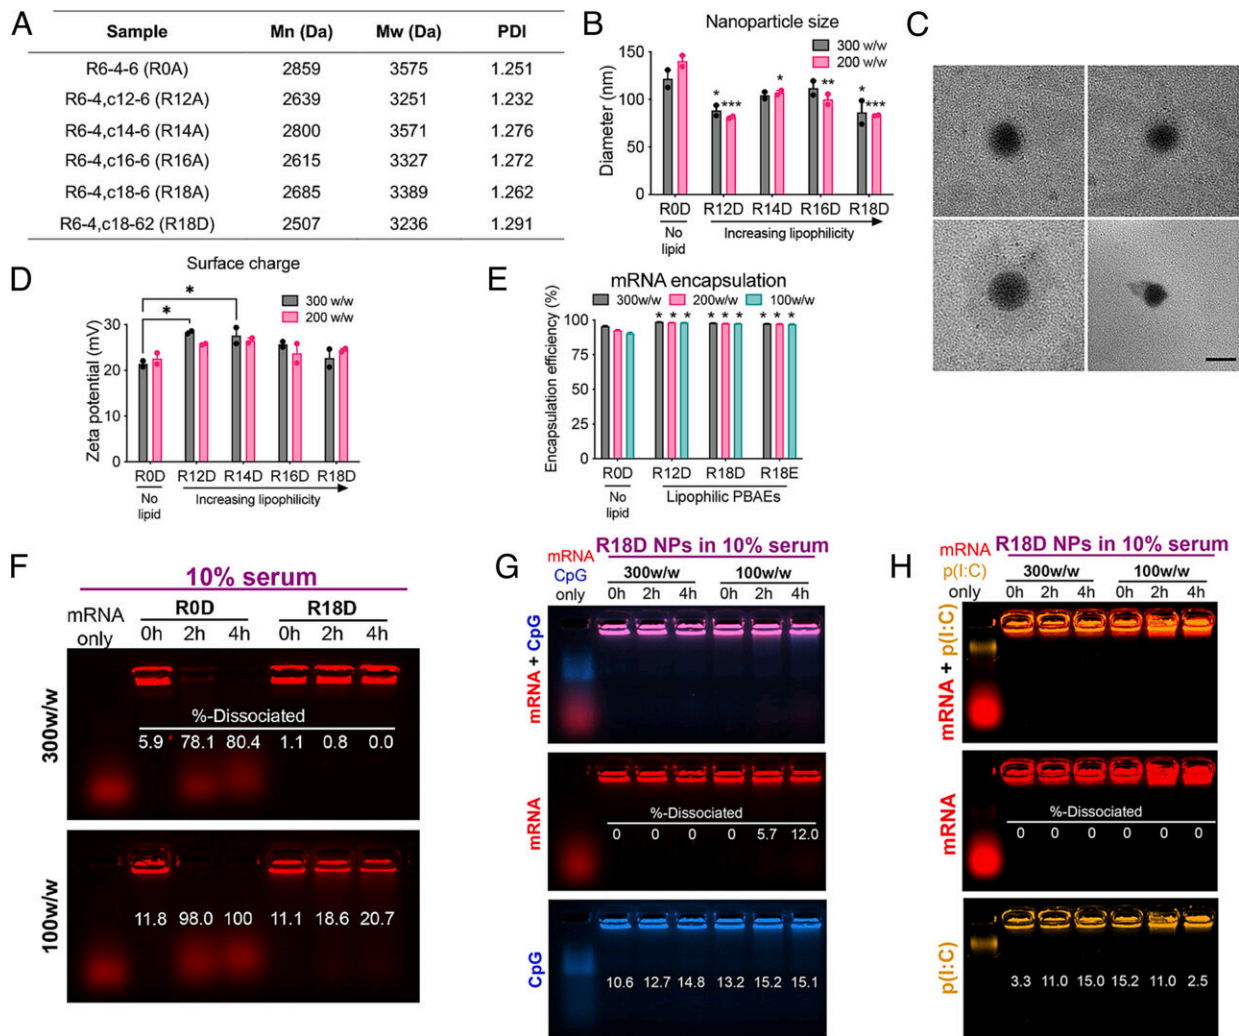 A
Sample Mn (Da) Mw (Da) PDI
R6-4-6 (R0A) 2859 3575 1.251
R6-4,c12-6 (R12A) 2639 3251 1.232
R6-4,c14-6 (R14A) 2800 3571 1.276
R6-4,c16-6 (R16A) 2615 3327 1.272
R6-4,c18-6 (R18A) 2685 3389 1.262
R6-4,c18-62 (R18D) 2507 3236 1.291
B
Nanoparticle size
300 w/w
200 w/w
Diameter (nm)
150
100
50
0
* *** * ** * ***
R0D R12D R14D R16D R18D
No lipid
Increasing lipophilicity
C
D
Surface charge
300 w/w
200 w/w
Zeta potential (mV)
30
20
10
0
*
*
R0D R12D R14D R16D R18D
No lipid
Increasing lipophilicity
E
mRNA encapsulation
300w/w 200w/w 100w/w
Encapsulation efficiency (%)
100
75
50
25
0
* * * * * * * * *
R0D R12D R18D R18E
No lipid
Lipophilic PBAEs
F
10% serum
mRNA only
R0D R18D
0h 2h 4h 0h 2h 4h
300w/w
%-Dissociated
5.9 78.1 80.4 1.1 0.8 0.0
100w/w
11.8 98.0 100 11.1 18.6 20.7
G
mRNA
CpG
only
R18D NPs in 10% serum
300w/w 100w/w
0h 2h 4h 0h 2h 4h
mRNA + CpG
mRNA
%-Dissociated
0 0 0 0 5.7 12.0
CpG
10.6 12.7 14.8 13.2 15.2 15.1
H
mRNA
p(I:C)
only
R18D NPs in 10% serum
300w/w 100w/w
0h 2h 4h 0h 2h 4h
mRNA + p(I:C)
mRNA
%-Dissociated
0 0 0 0 0 0
p(I:C)
3.3 11.0 15.0 15.2 11.0 2.5